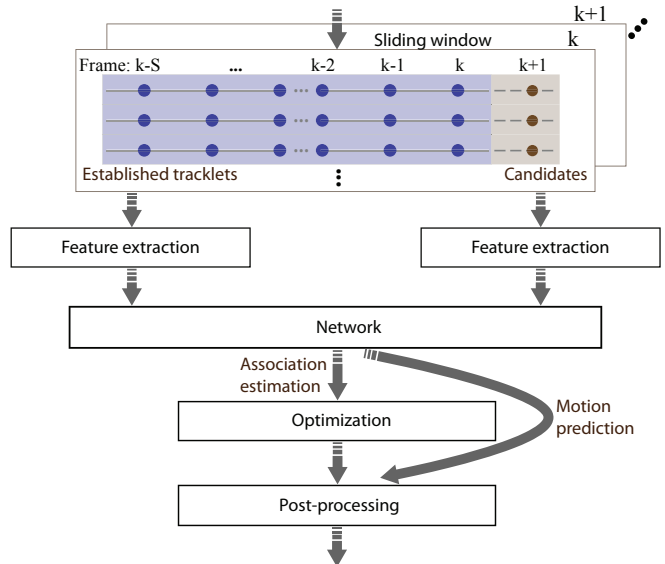 k+1
Sliding window k
Frame: k-S ... k-2 k-1 k k+1
Established tracklets Candidates
Feature extraction Feature extraction
Network
Association
estimation
Motion
prediction
Optimization
Post-processing